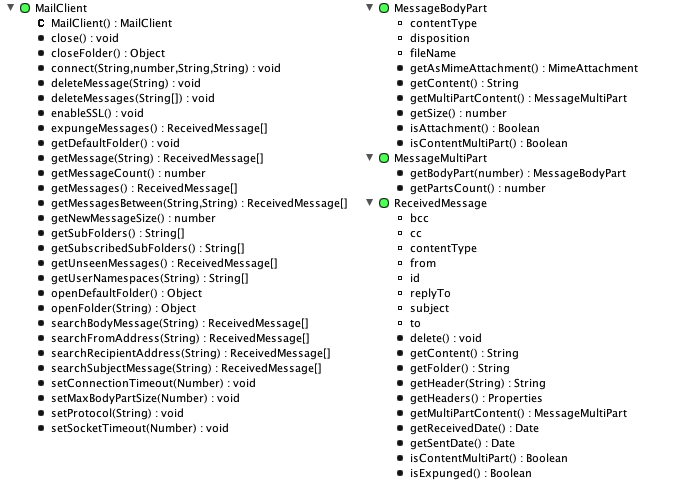 MailClient
C MailClient() : MailClient
close() : void
closeFolder() : Object
connect(String,number,String,String) : void
deleteMessage(String) : void
deleteMessages(String[]) : void
enableSSL() : void
expungeMessages() : ReceivedMessage[]
getDefaultFolder() : void
getMessage(String) : ReceivedMessage[]
getMessageCount() : number
getMessages() : ReceivedMessage[]
getMessagesBetween(String,String) : ReceivedMessage[]
getNewMessageSize() : number
getSubFolders() : String[]
getSubscribedSubFolders() : String[]
getUnseenMessages() : ReceivedMessage[]
getUserNamespaces(String) : String[]
openDefaultFolder() : Object
openFolder(String) : Object
searchBodyMessage(String) : ReceivedMessage[]
searchFromAddress(String) : ReceivedMessage[]
searchRecipientAddress(String) : ReceivedMessage[]
searchSubjectMessage(String) : ReceivedMessage[]
setConnectionTimeout(Number) : void
setMaxBodyPartSize(Number) : void
setProtocol(String) : void
setSocketTimeout(Number) : void
MessageBodyPart
contentType
disposition
fileName
getAsMimeAttachment() : MimeAttachment
getContent() : String
getMultiPartContent() : MessageMultiPart
getSize() : number
isAttachment() : Boolean
isContentMultiPart() : Boolean
MessageMultiPart
getBodyPart(number) : MessageBodyPart
getPartsCount() : number
ReceivedMessage
bcc
cc
contentType
from
id
replyTo
subject
to
delete() : void
getContent() : String
getFolder() : String
getHeader(String) : String
getHeaders() : Properties
getMultiPartContent() : MessageMultiPart
getReceivedDate() : Date
getSentDate() : Date
isContentMultiPart() : Boolean
isExpunged() : Boolean